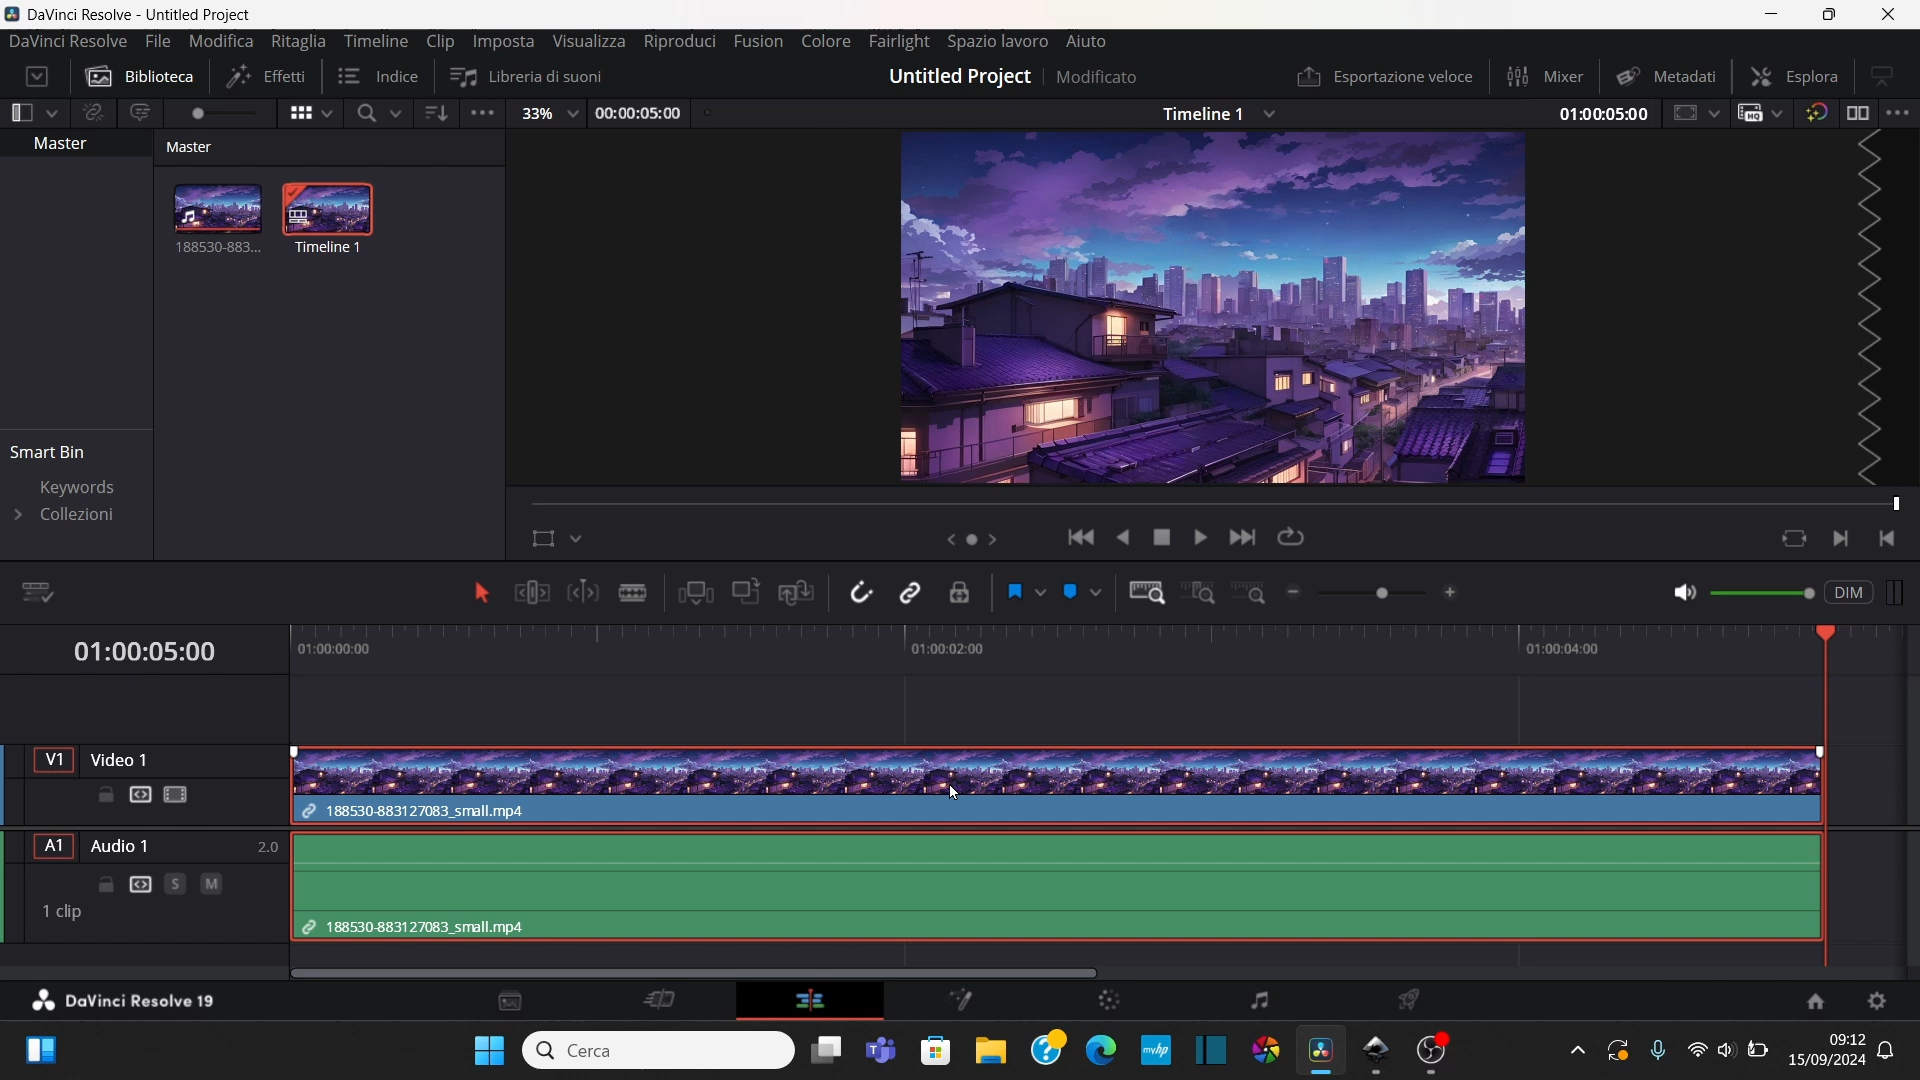 DaVinci Resolve - Untitled Project
DaVinci Resolve File Modifica Ritaglia Timeline Clip Imposta Visualizza Riproduci Fusion Colore Fairlight Spazio lavoro Aiuto
Biblioteca Effetti Indice Libreria di suoni Untitled Project Modificato Esportazione veloce Mixer Metadati Esplora
33% 00:00:05:00 Timeline 1 01:00:05:00
Master
Master
188530-883...
Timeline 1
Smart Bin
Keywords
Collezioni
DIM
01:00:05:00
01:00:00:00
01:00:02:00
01:00:04:00
V1 Video 1
188530-883127083_small.mp4
A1 Audio 1 2.0
S M
1 clip
188530-883127083_small.mp4
DaVinci Resolve 19
Cerca
myhp
09:12
15/09/2024